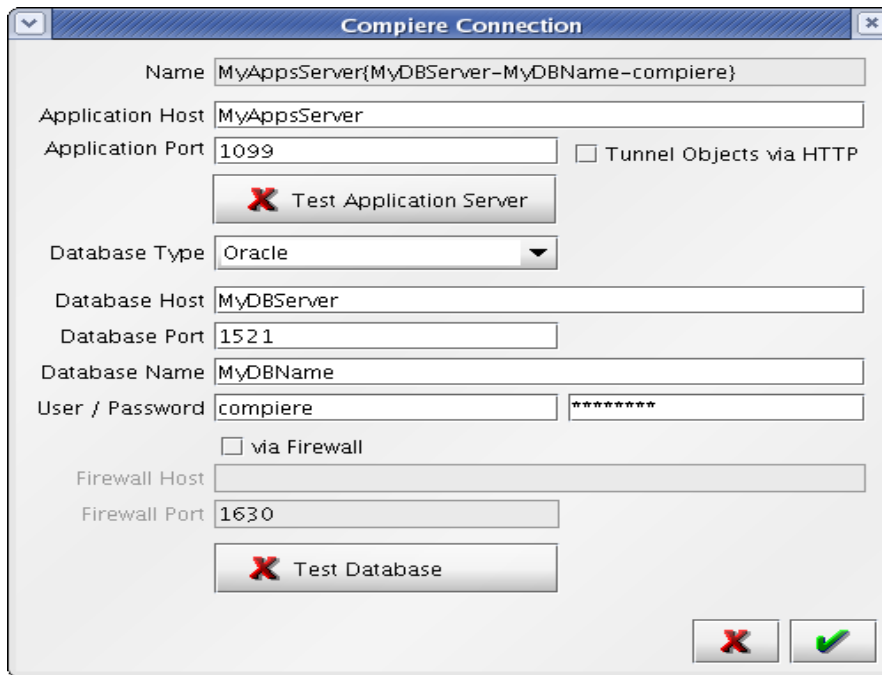 Compiere Connection
Name MyAppsServer{MyDBServer-MyDBName-compiere}
Application Host MyAppsServer
Application Port 1099 Tunnel Objects via HTTP
Test Application Server
Database Type Oracle
Database Host MyDBServer
Database Port 1521
Database Name MyDBName
User / Password compiere ********
via Firewall
Firewall Host
Firewall Port 1630
Test Database